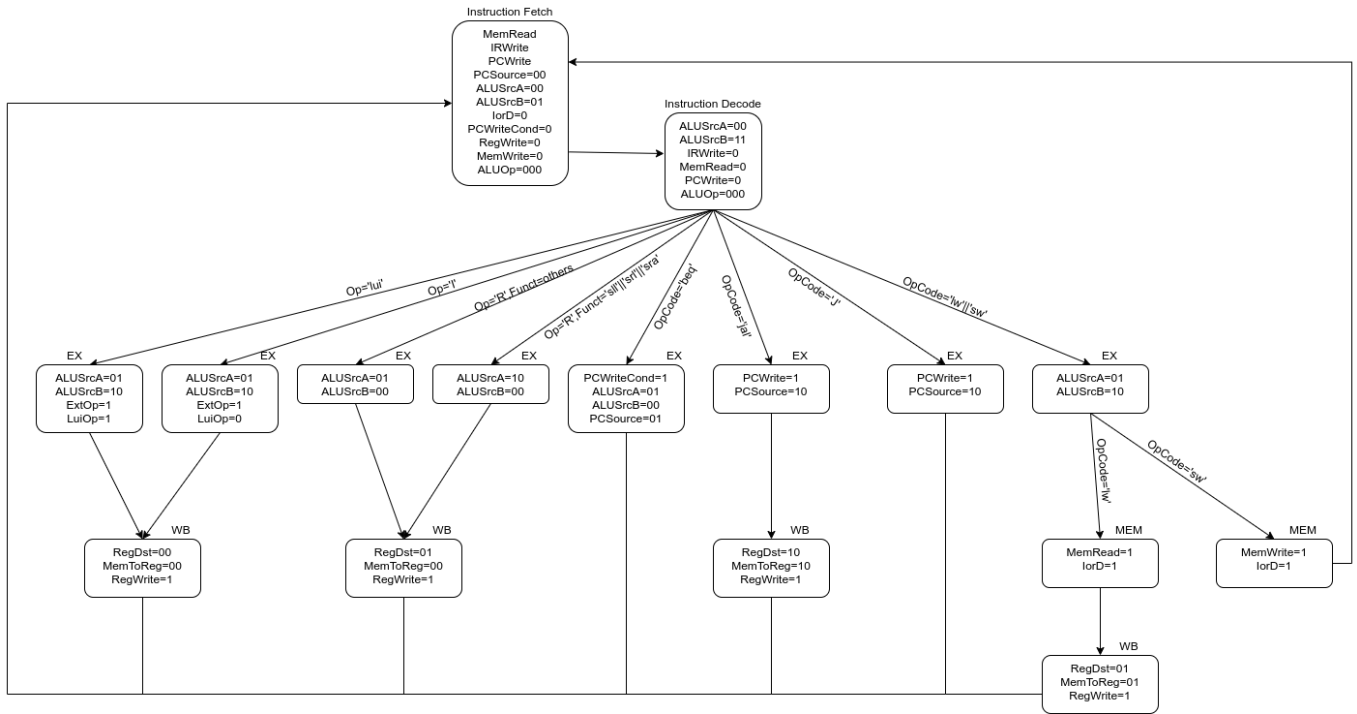 Instruction Fetch
MemRead
IRWrite
PCWrite
PCSource=00
ALUSrcA=00
ALUSrcB=01
IorD=0
PCWriteCond=0
RegWrite=0
MemWrite=0
ALUOp=000
Instruction Decode
ALUSrcA=00
ALUSrcB=11
IRWrite=0
MemRead=0
PCWrite=0
ALUOp=000
Op='lui'
Op='I'
Op='R',Funct=others
Op='R',Funct='sll'||'srl'||'sra'
OpCode='beq'
OpCode='jal'
OpCode='J'
OpCode='lw'||'sw'
EX
ALUSrcA=01
ALUSrcB=10
ExtOp=1
LuiOp=1
EX
ALUSrcA=01
ALUSrcB=10
ExtOp=1
LuiOp=0
EX
ALUSrcA=01
ALUSrcB=00
EX
ALUSrcA=10
ALUSrcB=00
EX
PCWriteCond=1
ALUSrcA=01
ALUSrcB=00
PCSource=01
EX
PCWrite=1
PCSource=10
EX
PCWrite=1
PCSource=10
EX
ALUSrcA=01
ALUSrcB=10
OpCode='lw'
OpCode='sw'
WB
RegDst=00
MemToReg=00
RegWrite=1
WB
RegDst=01
MemToReg=00
RegWrite=1
WB
RegDst=10
MemToReg=10
RegWrite=1
MEM
MemRead=1
IorD=1
MEM
MemWrite=1
IorD=1
WB
RegDst=01
MemToReg=01
RegWrite=1